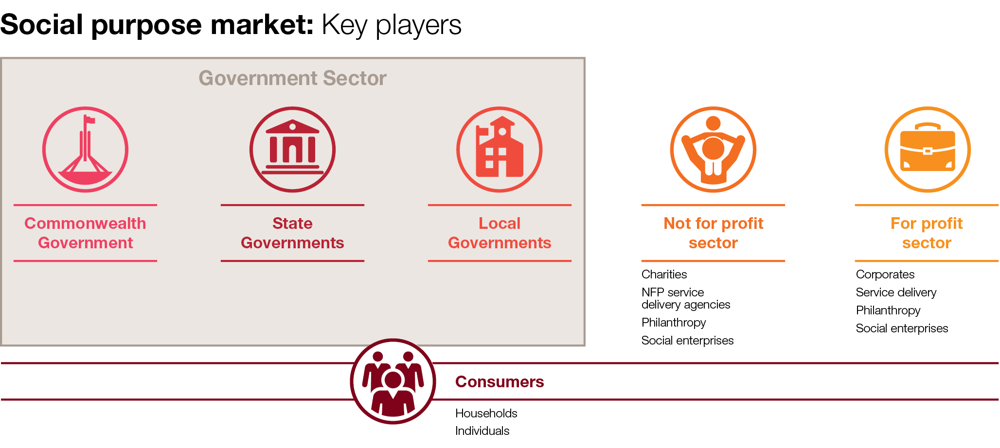 Social purpose market: Key players
Government Sector
Commonwealth
Government
State
Governments
Local
Governments
Not for profit
sector
Charities
NFP service
delivery agencies
Philanthropy
Social enterprises
For profit
sector
Corporates
Service delivery
Philanthropy
Social enterprises
Consumers
Households
Individuals